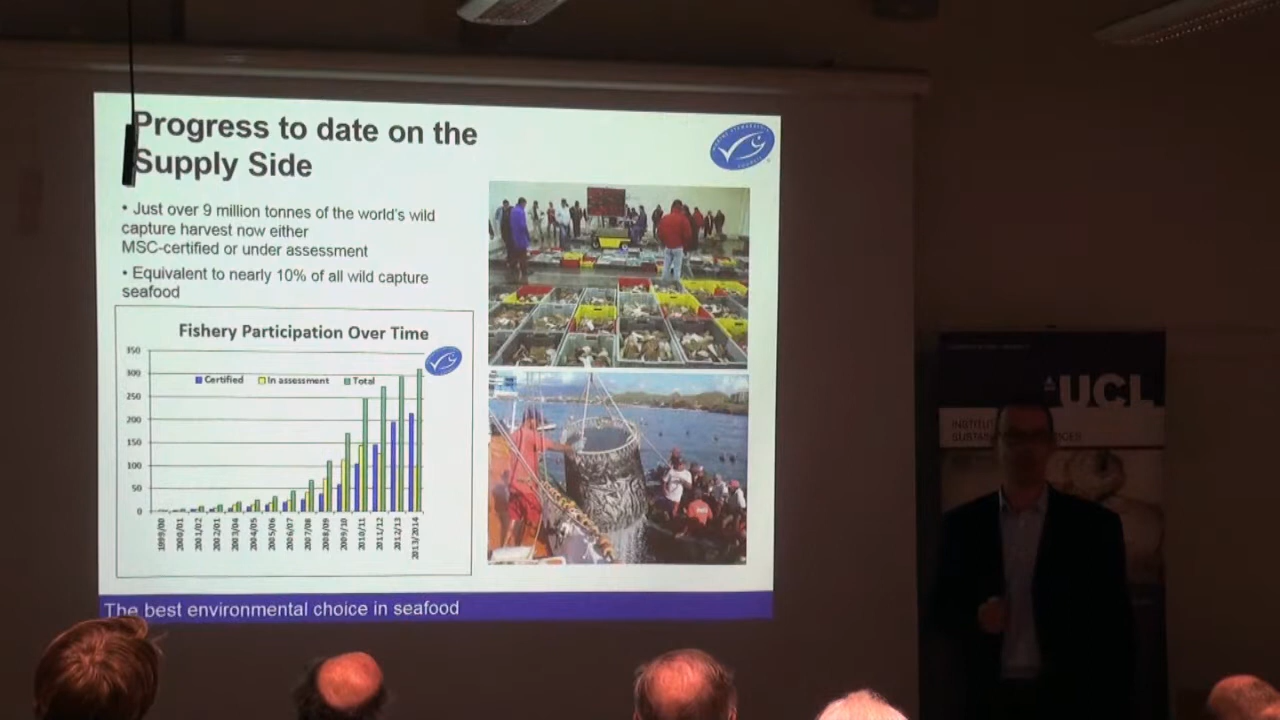 Progress to date on the
Supply Side
• Just over 9 million tonnes of the world's wild
capture harvest now either
MSC-certified or under assessment
• Equivalent to nearly 10% of all wild capture
seafood
Fishery Participation Over Time
350
300
250
200
150
100
50
0
Certified In assessment Total
1999/00
2000/01
2001/02
2002/01
2003/04
2004/05
2005/06
2006/07
2007/08
2008/09
2009/10
2010/11
2011/12
2012/13
2013/2014
The best environmental choice in seafood
UCL